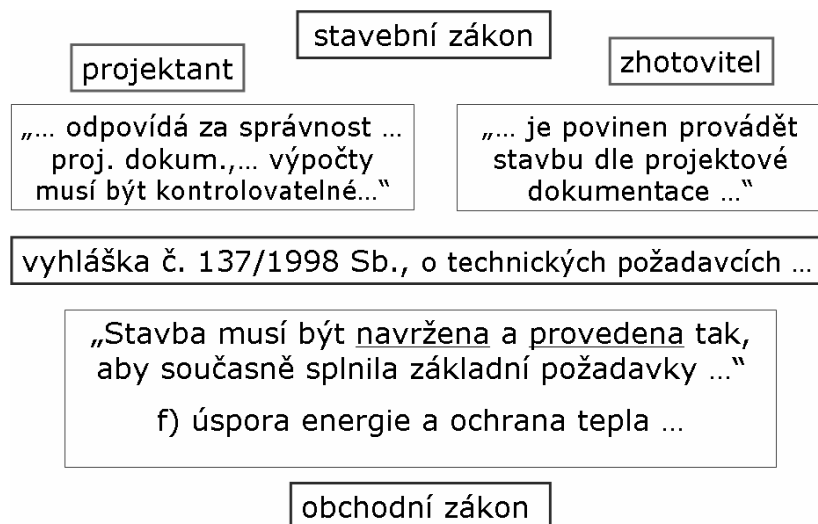 stavební zákon
projektant
zhotovitel
„… odpovídá za správnost …
proj. dokum.,… výpočty
musí být kontrolovatelné…“
„… je povinen provádět
stavbu dle projektové
dokumentace …“
vyhláška č. 137/1998 Sb., o technických požadavcích …
„Stavba musí být navržena a provedena tak,
aby současně splnila základní požadavky …“
f) úspora energie a ochrana tepla …
obchodní zákon